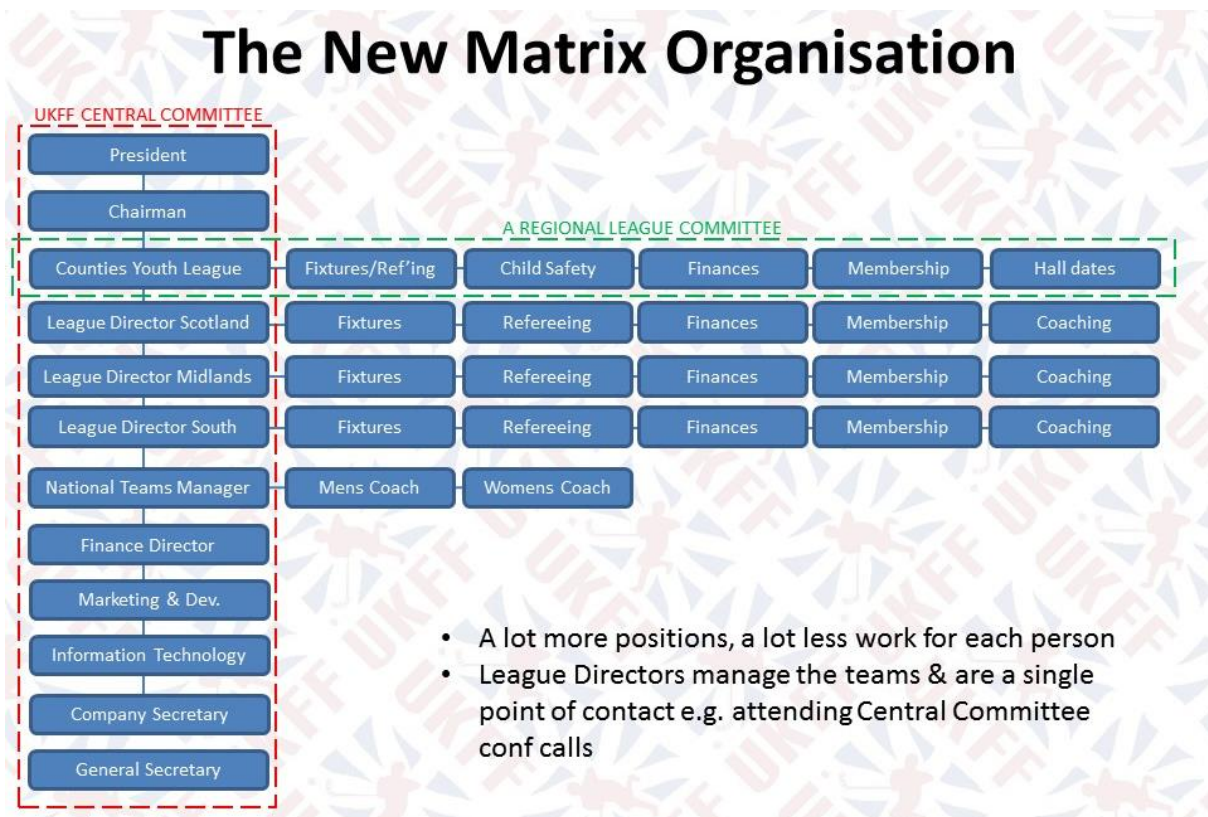 The New Matrix Organisation
UKFF CENTRAL COMMITTEE
President
Chairman
A REGIONAL LEAGUE COMMITTEE
Counties Youth League Fixtures/Ref'ing Child Safety Finances Membership Hall dates
League Director Scotland Fixtures Refereeing Finances Membership Coaching
League Director Midlands Fixtures Refereeing Finances Membership Coaching
League Director South Fixtures Refereeing Finances Membership Coaching
National Teams Manager Mens Coach Womens Coach
Finance Director
Marketing & Dev.
Information Technology
Company Secretary
General Secretary
• A lot more positions, a lot less work for each person
• League Directors manage the teams & are a single
point of contact e.g. attending Central Committee
conf calls